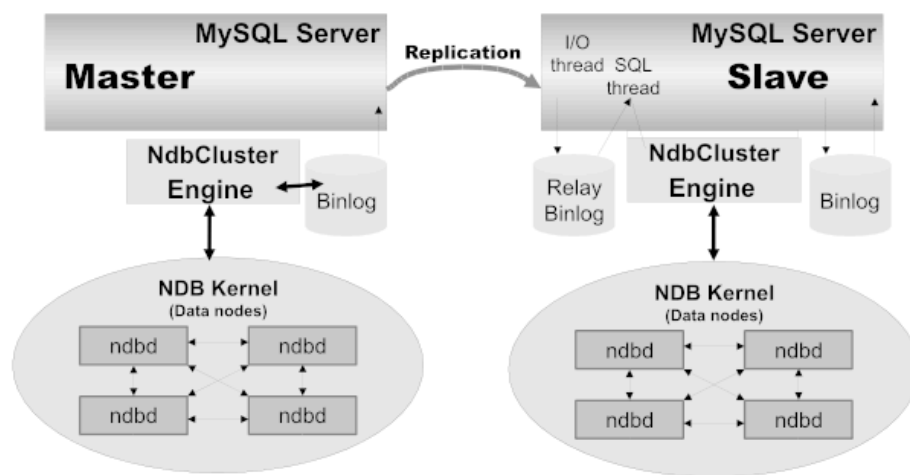 MySQL Server
Master
Replication
MySQL Server
Slave
I/O
thread
SQL
thread
NdbCluster
Engine
Binlog
Relay
Binlog
NdbCluster
Engine
Binlog
NDB Kernel
(Data nodes)
ndbd
ndbd
ndbd
ndbd
NDB Kernel
(Data nodes)
ndbd
ndbd
ndbd
ndbd